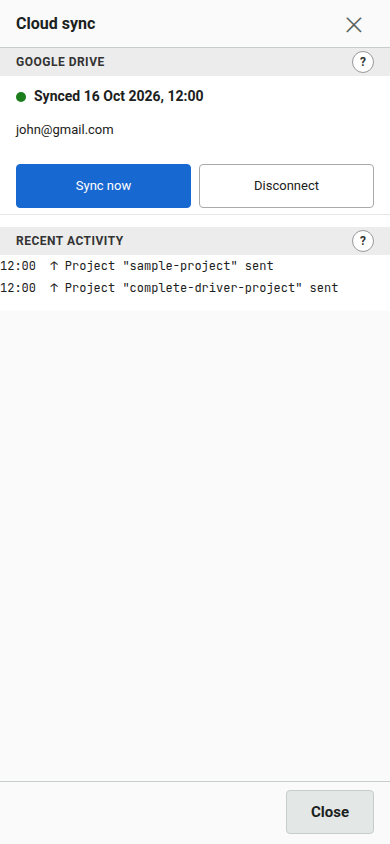 Cloud sync
GOOGLE DRIVE ?
Synced 16 Oct 2026, 12:00
john@gmail.com
Sync now Disconnect
RECENT ACTIVITY ?
12:00 ↑ Project "sample-project" sent
12:00 ↑ Project "complete-driver-project" sent
Close